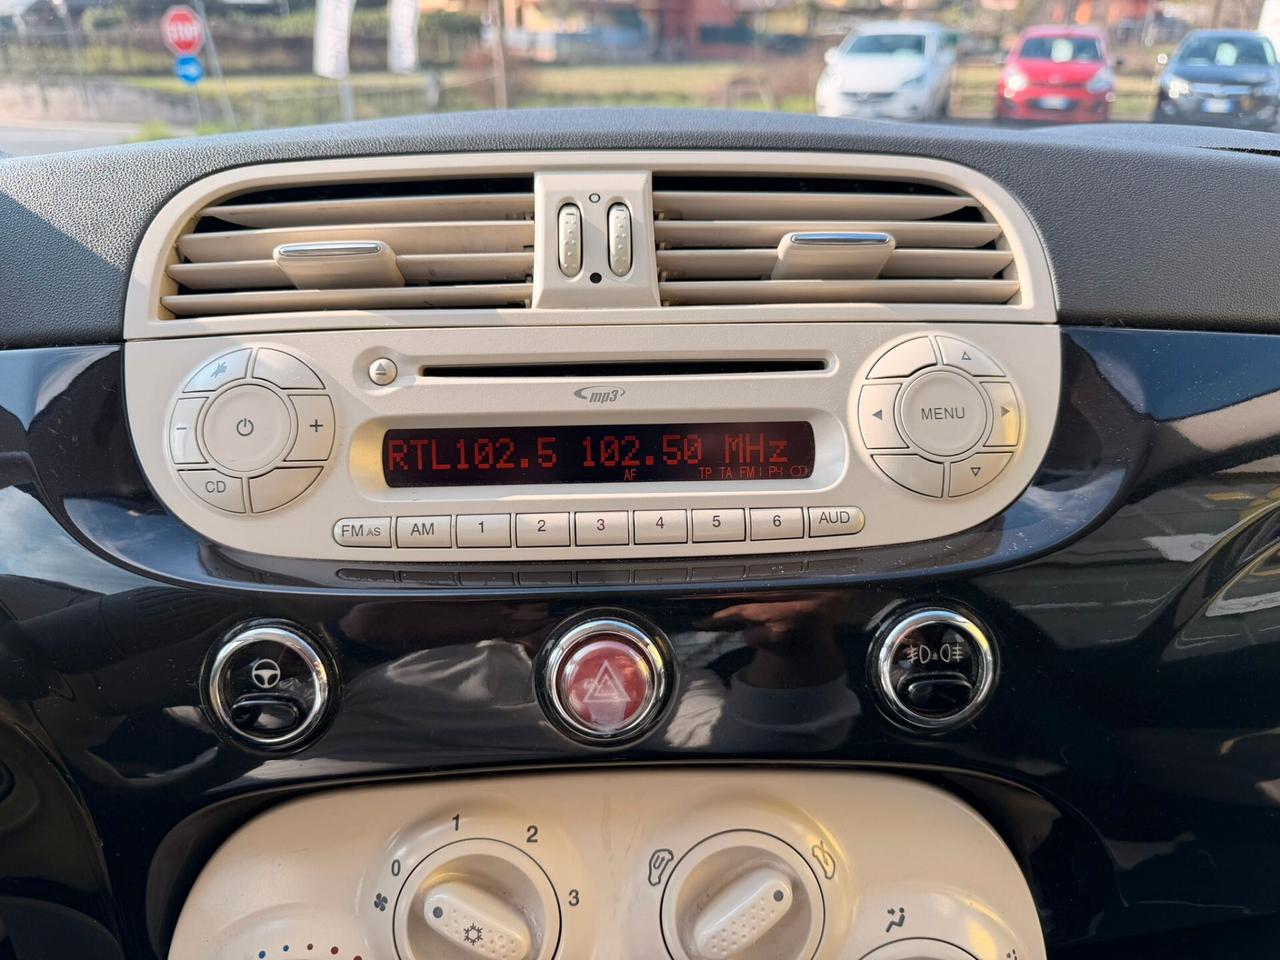 STOP
mp3
MENU
RTL102.5 102.50 MHz
AF TP TA FM1 P4 CD
CD
FM AS AM 1 2 3 4 5 6 AUD
0 1 2 3